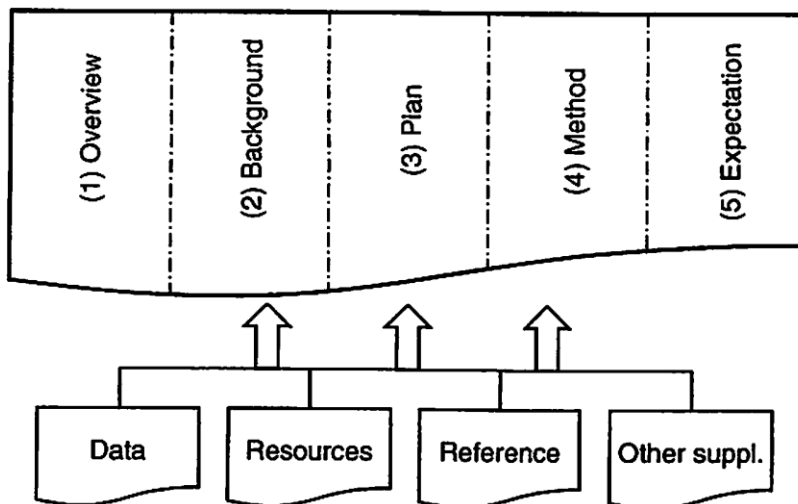 (1) Overview
(2) Background
(3) Plan
(4) Method
(5) Expectation
Data
Resources
Reference
Other suppl.